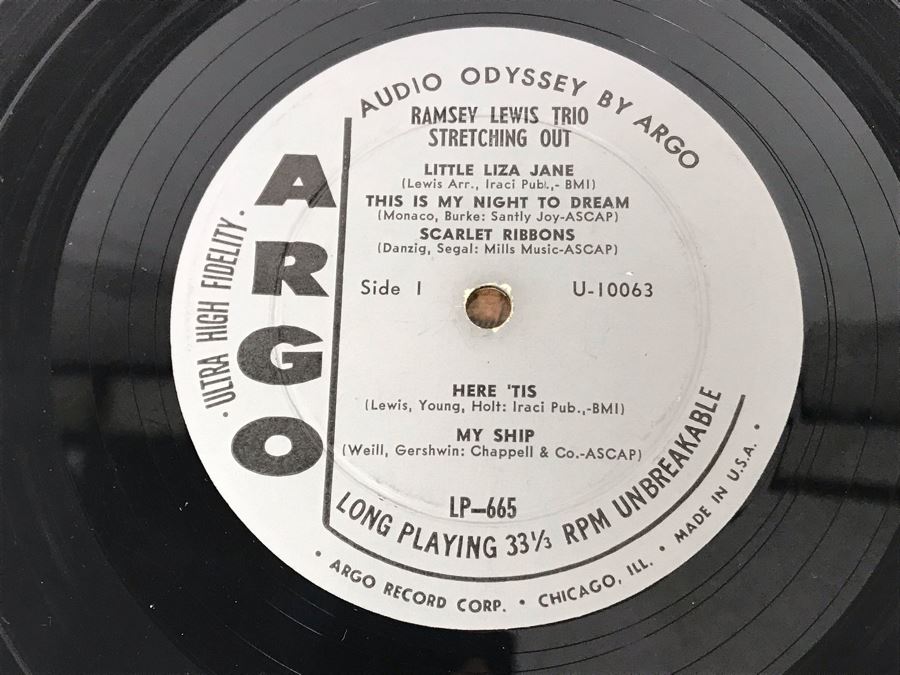 AUDIO ODYSSEY BY ARGO
RAMSEY LEWIS TRIO
STRETCHING OUT
LITTLE LIZA JANE
(Lewis Arr., Iraci Publ.,- BMI)
THIS IS MY NIGHT TO DREAM
(Monaco, Burke: Santly Joy-ASCAP)
SCARLET RIBBONS
(Danzig, Segal: Mills Music-ASCAP)
ARGO
· ULTRA HIGH FIDELITY ·
Side 1 U-10063
HERE 'TIS
(Lewis, Young, Holt: Iraci Pub.,-BMI)
MY SHIP
(Weill, Gershwin: Chappell & Co.-ASCAP)
LP–665
LONG PLAYING 33⅓ RPM UNBREAKABLE
• ARGO RECORD CORP. • CHICAGO, ILL. • MADE IN U.S.A. •